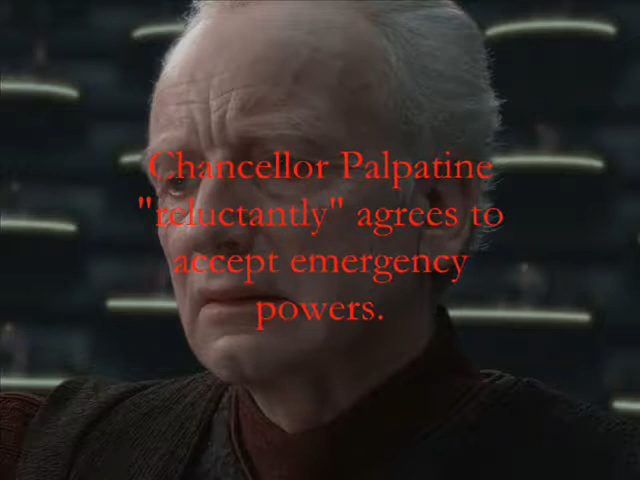 Chancellor Palpatine
"reluctantly" agrees to
accept emergency
powers.